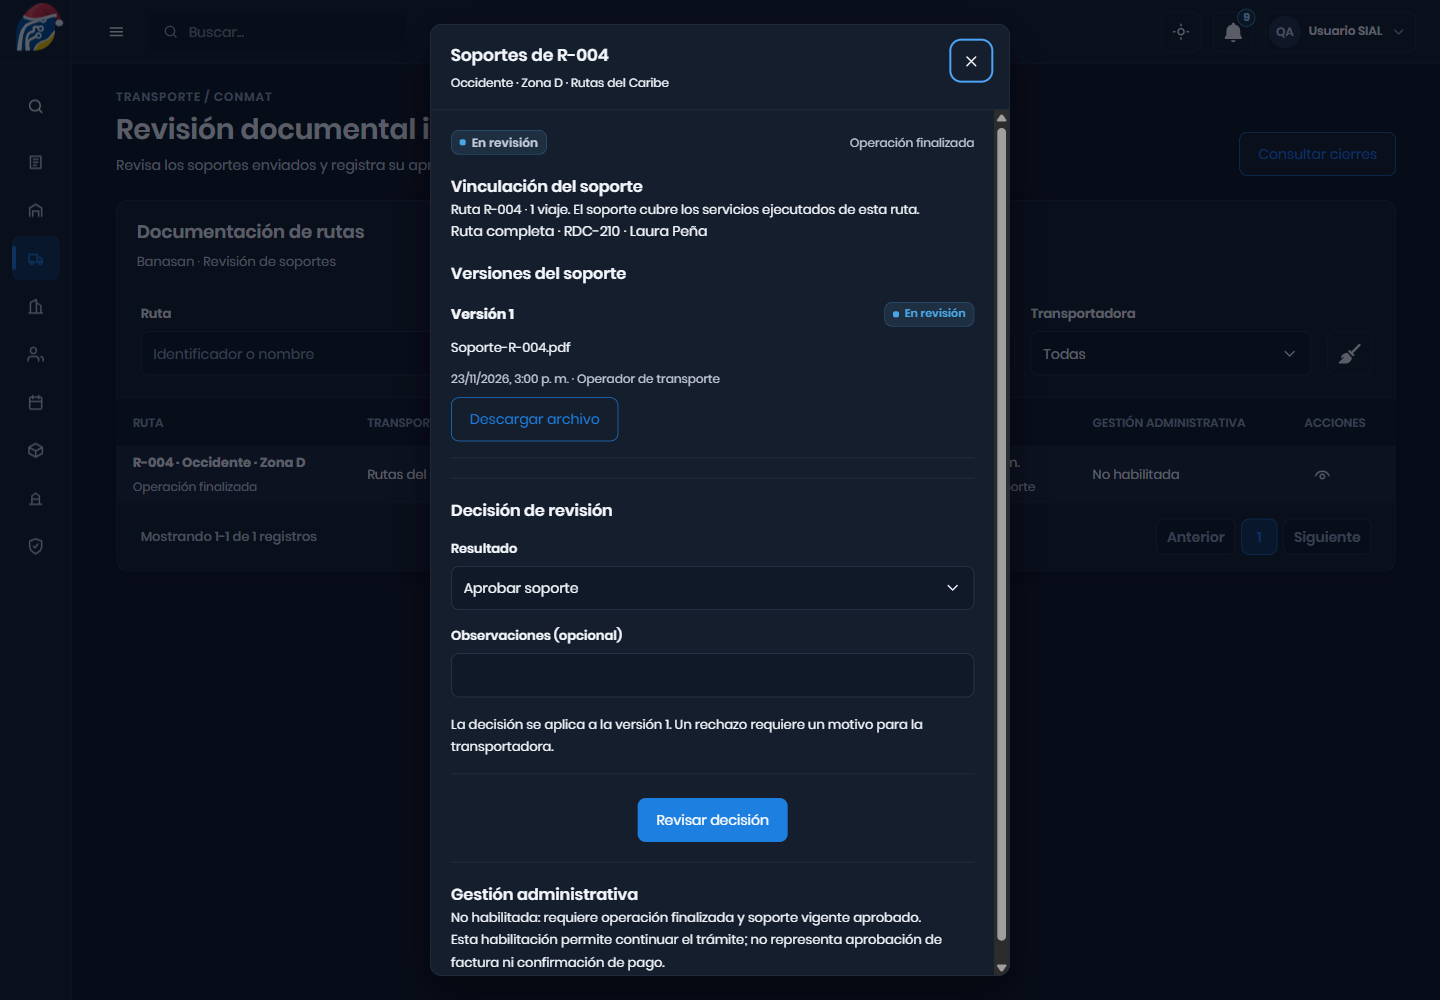 Buscar...
9
QA
Usuario SIAL
TRANSPORTE / CONMAT
Revisión documental i
Revisa los soportes enviados y registra su apr
Consultar cierres
Documentación de rutas
Banasan · Revisión de soportes
Ruta
Identificador o nombre
Transportadora
Todas
RUTA
TRANSPOR
GESTIÓN ADMINISTRATIVA
ACCIONES
R-004 · Occidente · Zona D
Operación finalizada
Rutas del
m.
orte
No habilitada
Mostrando 1-1 de 1 registros
Anterior
1
Siguiente
Soportes de R-004
Occidente · Zona D · Rutas del Caribe
En revisión
Operación finalizada
Vinculación del soporte
Ruta R-004 · 1 viaje. El soporte cubre los servicios ejecutados de esta ruta.
Ruta completa · RDC-210 · Laura Peña
Versiones del soporte
Versión 1
En revisión
Soporte-R-004.pdf
23/11/2026, 3:00 p. m. · Operador de transporte
Descargar archivo
Decisión de revisión
Resultado
Aprobar soporte
Observaciones (opcional)
La decisión se aplica a la versión 1. Un rechazo requiere un motivo para la
transportadora.
Revisar decisión
Gestión administrativa
No habilitada: requiere operación finalizada y soporte vigente aprobado.
Esta habilitación permite continuar el trámite; no representa aprobación de
factura ni confirmación de pago.